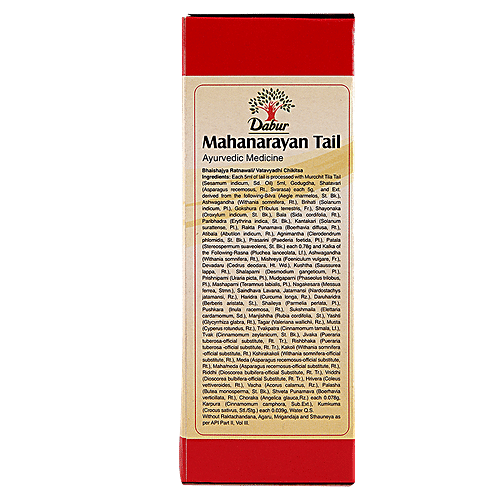 Dabur
Mahanarayan Tail
Ayurvedic Medicine
Bhaishajya Ratnawali/ Vatavyadhi Chikitsa
Ingredients: Each 5ml of tail is processed with Murcchit Tila Tail
(Sesamum indicum, Sd. Oil) 5ml, Godugdha, Shatavari
(Asparagus recemosus, Rt., Svarasa) each 5g, and Ext.
derived from the following-Bilva (Aegle marmelos, St. Bk.),
Ashwagandha (Withania somnifera, Rt.), Brihati (Solanum
indicum, Pl.), Gokshura (Tribulus terrestris, Fr.), Shayonaka
(Oroxylum indicum, St. Bk.), Bala (Sida cordifolia, Rt.),
Paribhadra (Erythrina indica, St. Bk.), Kantakari (Solanum
surattense, Pl.), Rakta Punarnava (Boerhavia diffusa, Rt.),
Atibala (Abutilon indicum, Rt.), Agnimantha (Clerodendrum
phlomidis, St. Bk.), Prasarini (Paederia foetida, Pl.), Patala
(Stereospermum suaveolens, St. Bk.) each 0.78g and Kalka of
the Following-Rasna (Pluchea lanceolata, Lf.), Ashwagandha
(Withania somnifera, Rt.), Mishreya (Foeniculum vulgare, Fr.),
Devadaru (Cedrus deodara, Ht. Wd.), Kushtha (Saussurea
lappa, Rt.), Shalaparni (Desmodium gangeticum, Pl.),
Prishniparni (Uraria picta, Pl.), Mudgaparni (Phaseolus trilobus,
Pl.), Mashaparni (Teramnus labialis, Pl.), Nagakesara (Messua
ferrea, Stmn.), Saindhava Lavana, Jatamansi (Nardostachys
jatamansi, Rz.), Haridra (Curcuma longa, Rz.), Daruharidra
(Berberis aristata, St.), Shaileya (Parmelia perlata, Pl.),
Pushkara (Inula racemosa, Rt.), Sukshmaila (Elettaria
cardamomum, Sd.), Manjishtha (Rubia cordifolia, St.), Yashti
(Glycyrrhiza glabra, Rt.), Tagar (Valeriana wallichii, Rz.), Musta
(Cyperus rotundus, Rz.), Tvakpatra (Cinnamomum tamala, Lf.),
Tvak (Cinnamomum zeylanicum, St. Bk.), Jivaka (Pueraria
tuberosa-official substitute, Rt. Tr.), Rishbhaka (Pueraria
tuberosa -official substitute, Rt. Tr.), Kakoli (Withania somnifera
-official substitute, Rt.) Kshirakakoli (Withania somnifera-official
substitute, Rt.), Meda (Asparagus recemosus-official substitute,
Rt.), Mahameda (Asparagus recemosus-official substitute, Rt.),
Riddhi (Dioscorea bulbifera-official Substitute, Rt. Tr.), Vriddhi
(Dioscorea bulbifera-official Substitute, Rt. Tr.), Hrivera (Coleus
vettiveroides, Rt.), Vacha (Acorus calamus, Rz.), Palasha
(Butea monosperma, St. Bk.), Shveta Punarnava (Boerhavia
verticillata, Rt.), Choraka (Angelica glauca,Rz.) each 0.078g,
Karpura (Cinnamomum camphora, Sub.Ext.), Kumkuma
(Crocus sativus, Stl./Stg.) each 0.039g, Water Q.S.
Without Raktachandana, Agaru, Mrigandaja and Sthauneya as
per API Part II, Vol III.